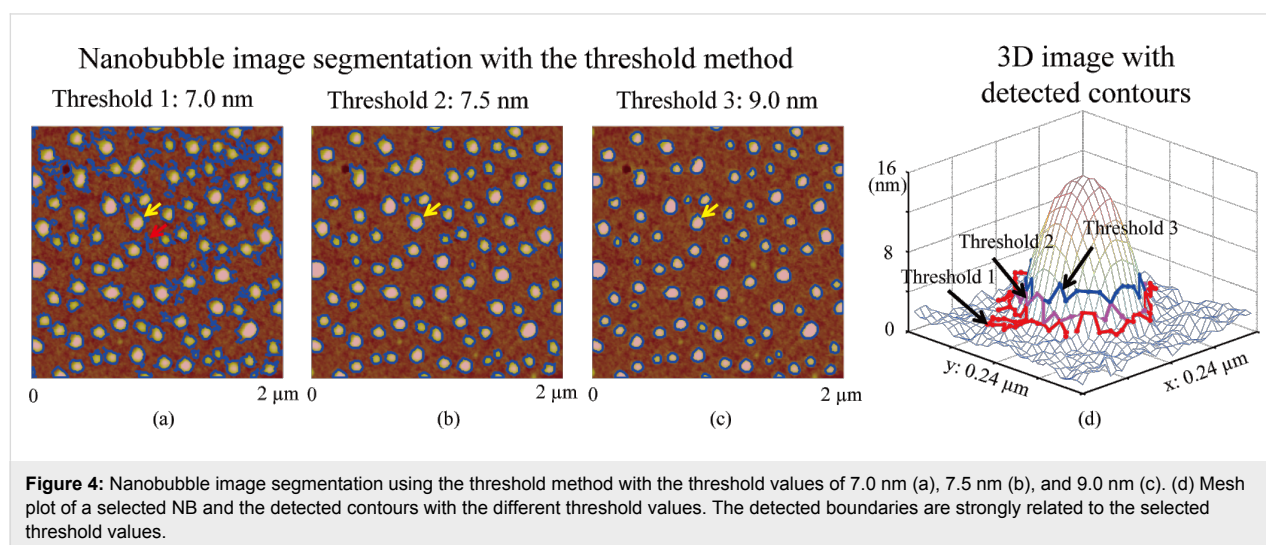 Nanobubble image segmentation with the threshold method
Threshold 1: 7.0 nm
Threshold 2: 7.5 nm
Threshold 3: 9.0 nm
0
2 µm
(a)
0
2 µm
(b)
0
2 µm
(c)
3D image with
detected contours
16
(nm)
8
0
Threshold 1
Threshold 2
Threshold 3
y: 0.24 µm
x: 0.24 µm
(d)
Figure 4: Nanobubble image segmentation using the threshold method with the threshold values of 7.0 nm (a), 7.5 nm (b), and 9.0 nm (c). (d) Mesh
plot of a selected NB and the detected contours with the different threshold values. The detected boundaries are strongly related to the selected
threshold values.